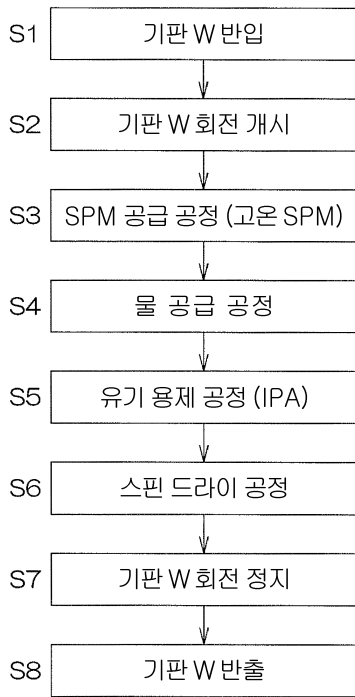 S1 기판 W 반입
S2 기판 W 회전 개시
S3 SPM 공급 공정 (고온 SPM)
S4 물 공급 공정
S5 유기 용제 공정 (IPA)
S6 스핀 드라이 공정
S7 기판 W 회전 정지
S8 기판 W 반출